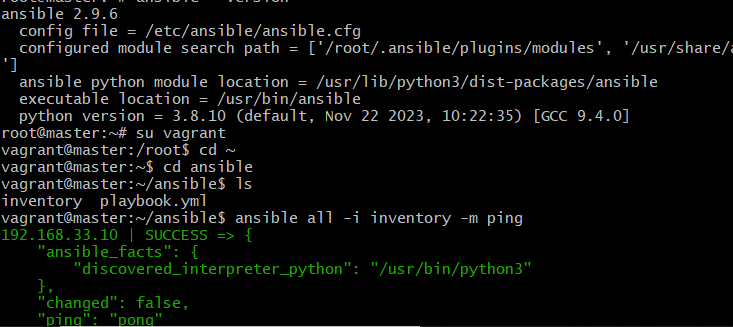 ansible 2.9.6
  config file = /etc/ansible/ansible.cfg
  configured module search path = ['/root/.ansible/plugins/modules', '/usr/share/
']
  ansible python module location = /usr/lib/python3/dist-packages/ansible
  executable location = /usr/bin/ansible
  python version = 3.8.10 (default, Nov 22 2023, 10:22:35) [GCC 9.4.0]
root@master:~# su vagrant
vagrant@master:/root$ cd ~
vagrant@master:~$ cd ansible
vagrant@master:~/ansible$ ls
inventory  playbook.yml
vagrant@master:~/ansible$ ansible all -i inventory -m ping
192.168.33.10 | SUCCESS => {
    "ansible_facts": {
        "discovered_interpreter_python": "/usr/bin/python3"
    },
    "changed": false,
    "ping": "pong"